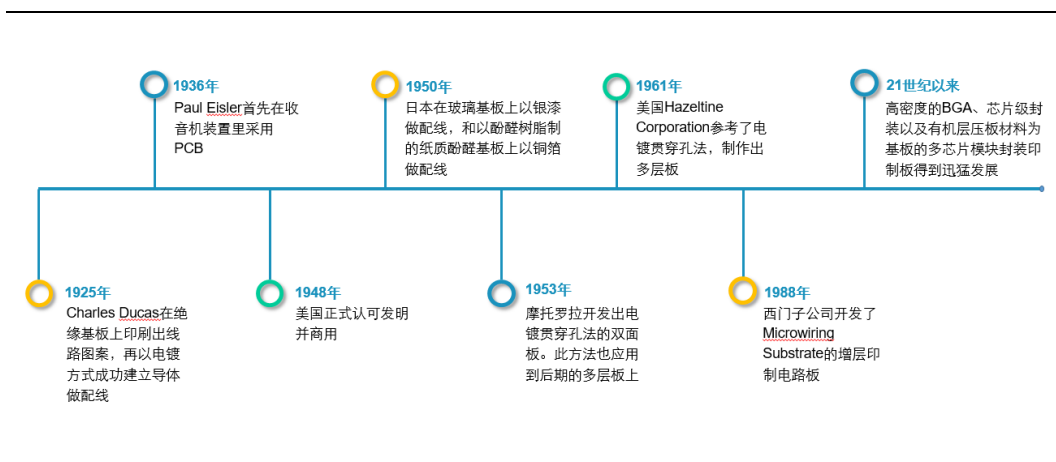 1936年
Paul Eisler首先在收
音机装置里采用
PCB
1950年
日本在玻璃基板上以银漆
做配线，和以酚醛树脂制
的纸质酚醛基板上以铜箔
做配线
1961年
美国Hazeltine
Corporation参考了电
镀贯穿孔法，制作出
多层板
21世纪以来
高密度的BGA、芯片级封
装以及有机层压板材料为
基板的多芯片模块封装印
制板得到迅猛发展
1925年
Charles Ducas在绝
缘基板上印刷出线
路图案，再以电镀
方式成功建立导体
做配线
1948年
美国正式认可发明
并商用
1953年
摩托罗拉开发出电
镀贯穿孔法的双面
板。此方法也应用
到后期的多层板上
1988年
西门子公司开发了
Microwiring
Substrate的增层印
制电路板